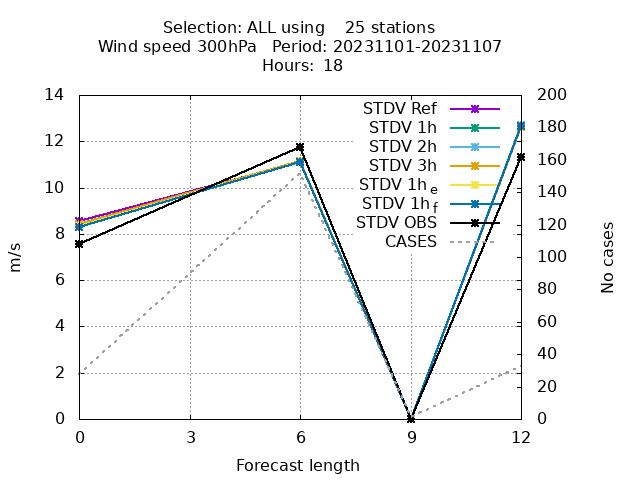 Selection: ALL using    25 stations
Wind speed 300hPa   Period: 20231101-20231107
Hours: 18
14
12
10
8
6
4
2
0
m/s
200
180
160
140
120
100
80
60
40
20
0
No cases
STDV Ref
STDV 1h
STDV 2h
STDV 3h
STDV 1h e
STDV 1h f
STDV OBS
CASES
0 3 6 9 12
Forecast length